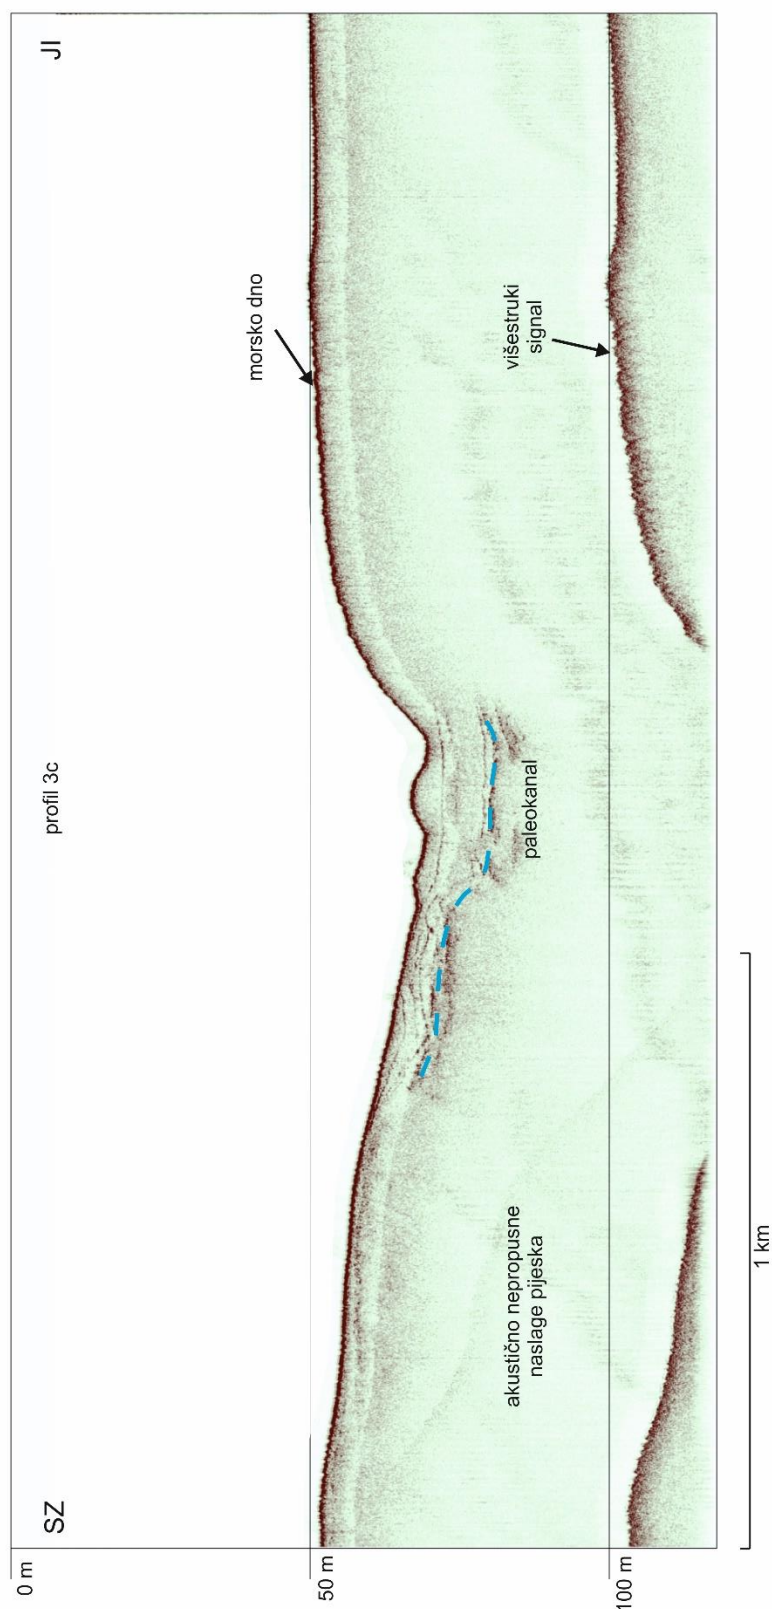 profil 3c
SZ
JI
morsko dno
višestruki
signal
paleokanal
akustično nepropusne
naslage pijeska
0 m
50 m
100 m
1 km